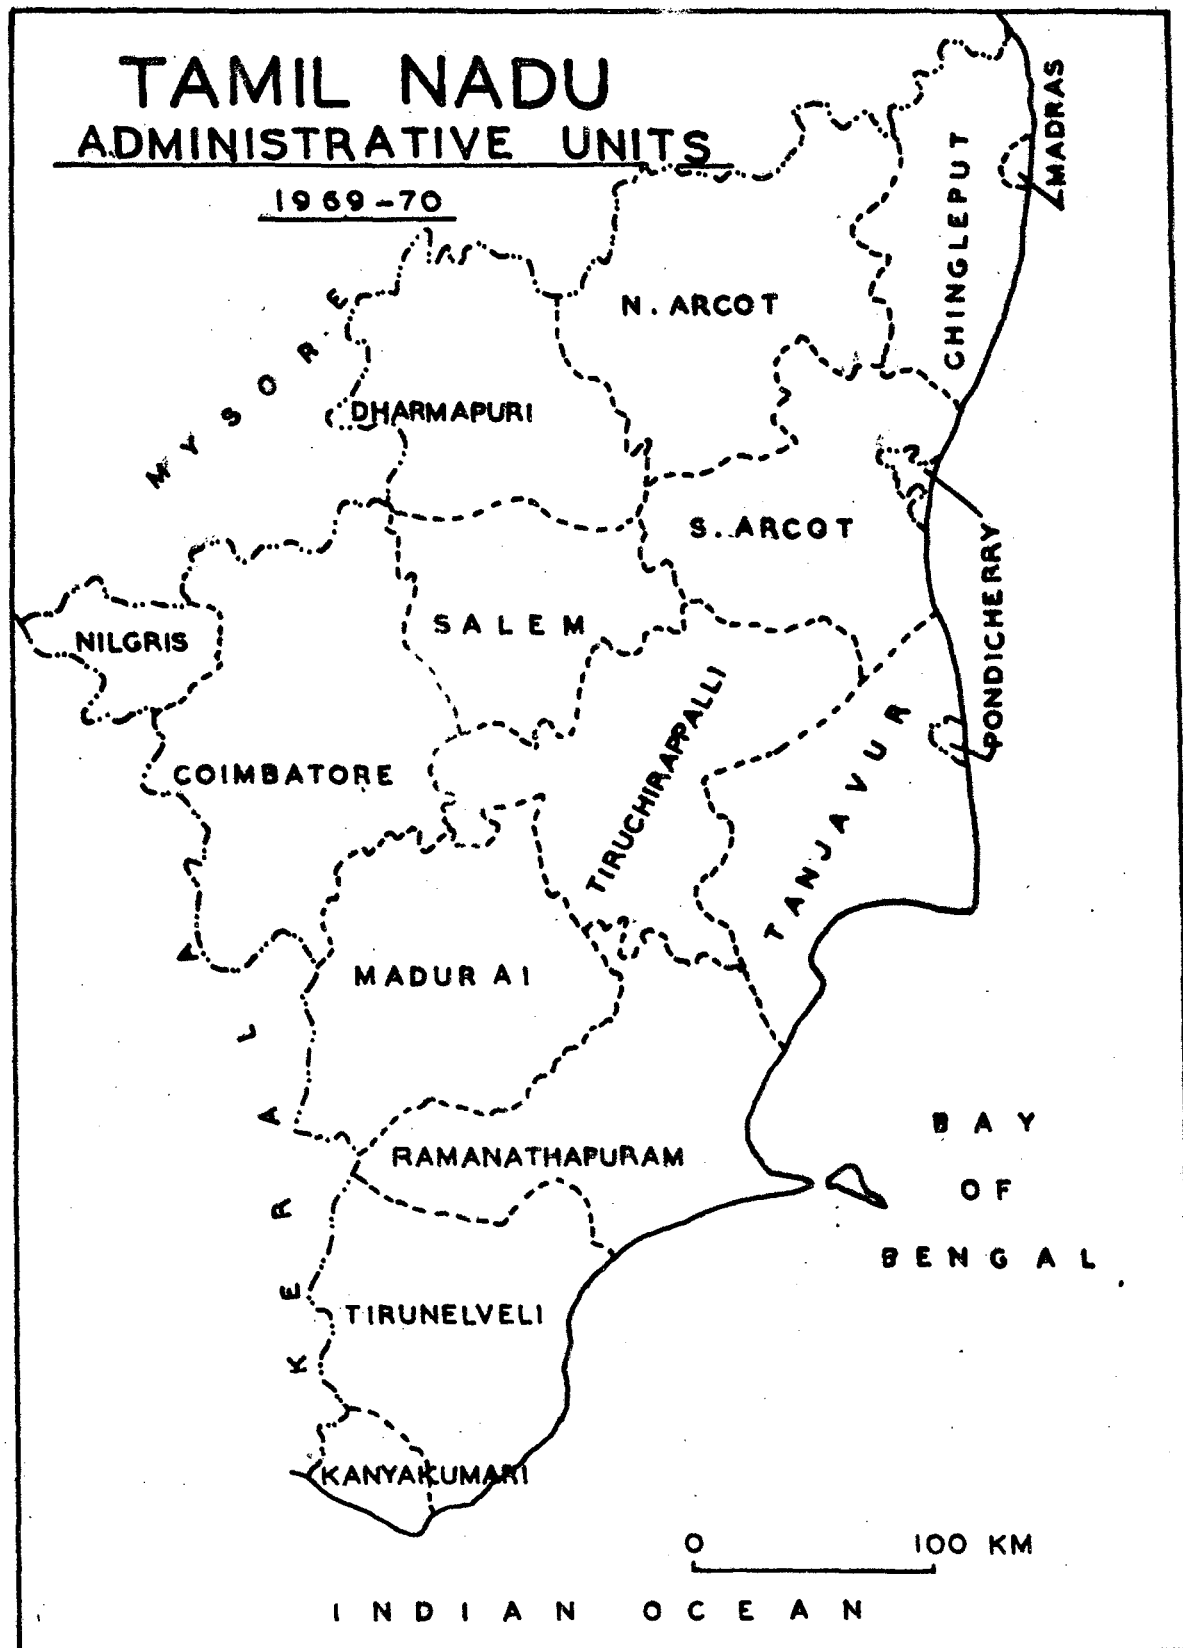 TAMIL NADU
ADMINISTRATIVE UNITS
1969-70
MADRAS
CHINGLEPUT
N. ARCOT
MYSORE
DHARMAPURI
S. ARCOT
PONDICHERRY
NILGRIS
SALEM
TIRUCHIRAPPALLI
TANJAVUR
COIMBATORE
MADURAI
KERALA
RAMANATHAPURAM
BAY
OF
BENGAL
TIRUNELVELI
KANYAKUMARI
0 100 KM
INDIAN OCEAN